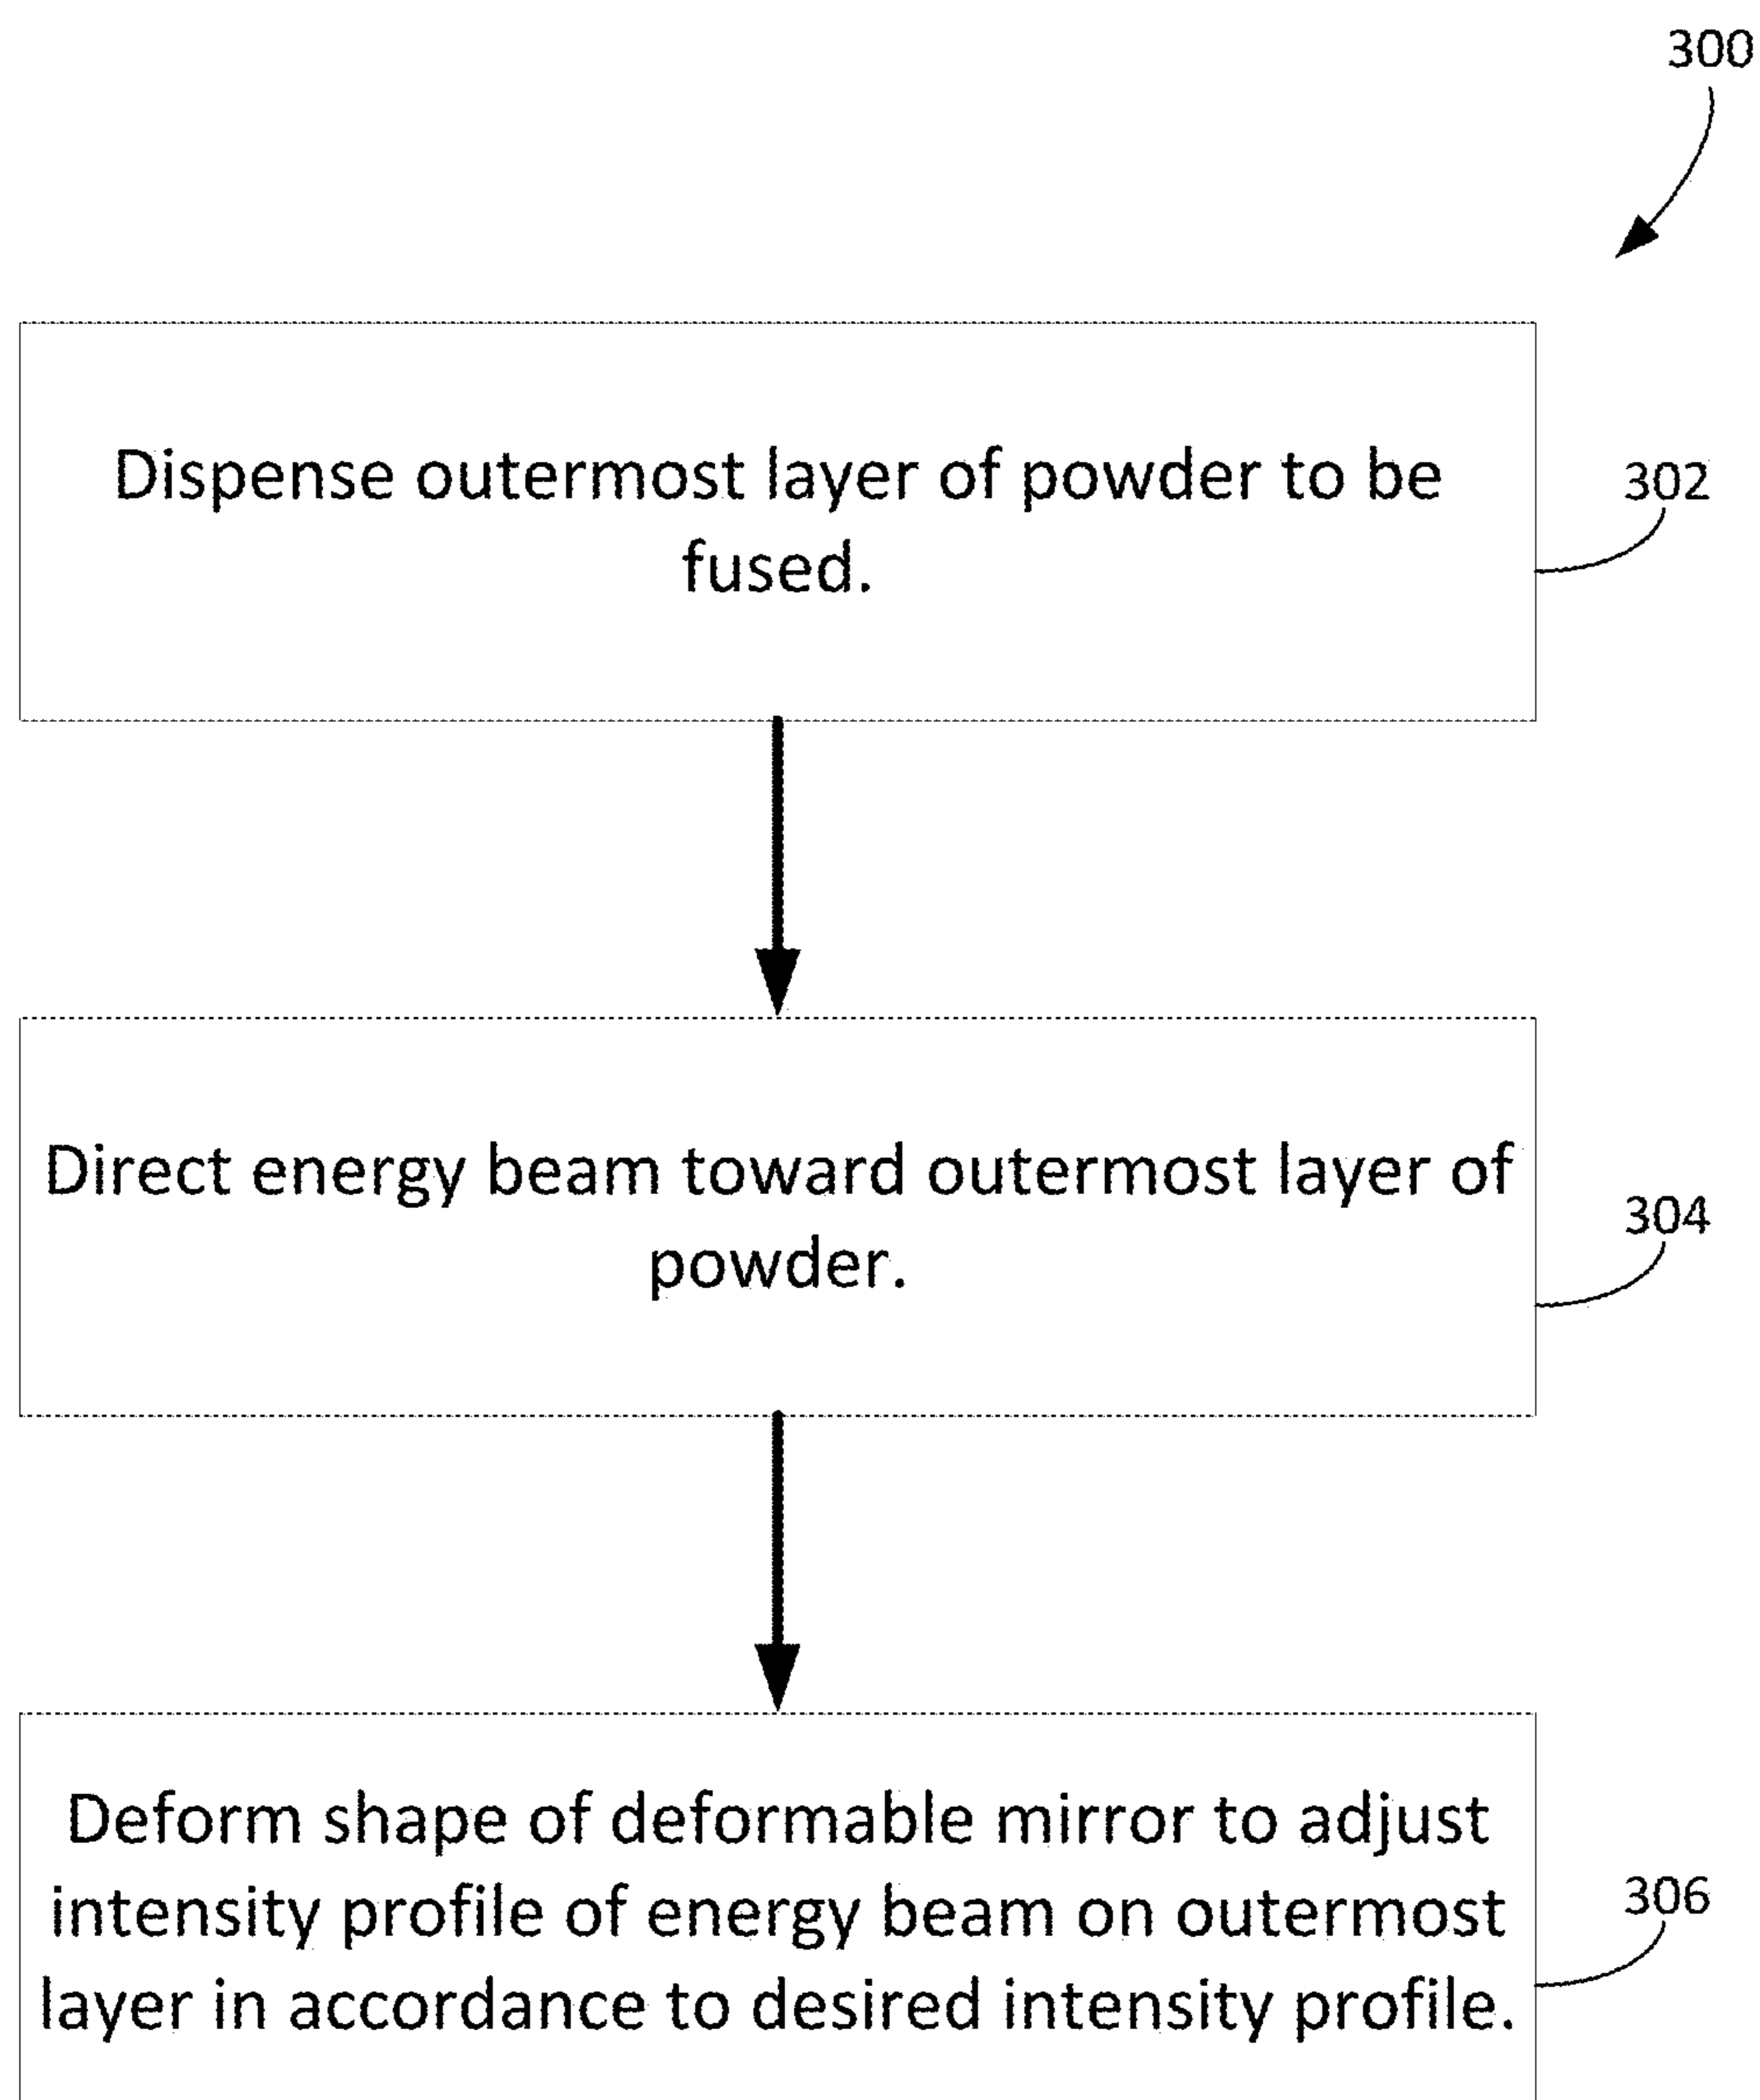 300
Dispense outermost layer of powder to be
fused.
302
Direct energy beam toward outermost layer of
powder.
304
Deform shape of deformable mirror to adjust
intensity profile of energy beam on outermost
layer in accordance to desired intensity profile.
306